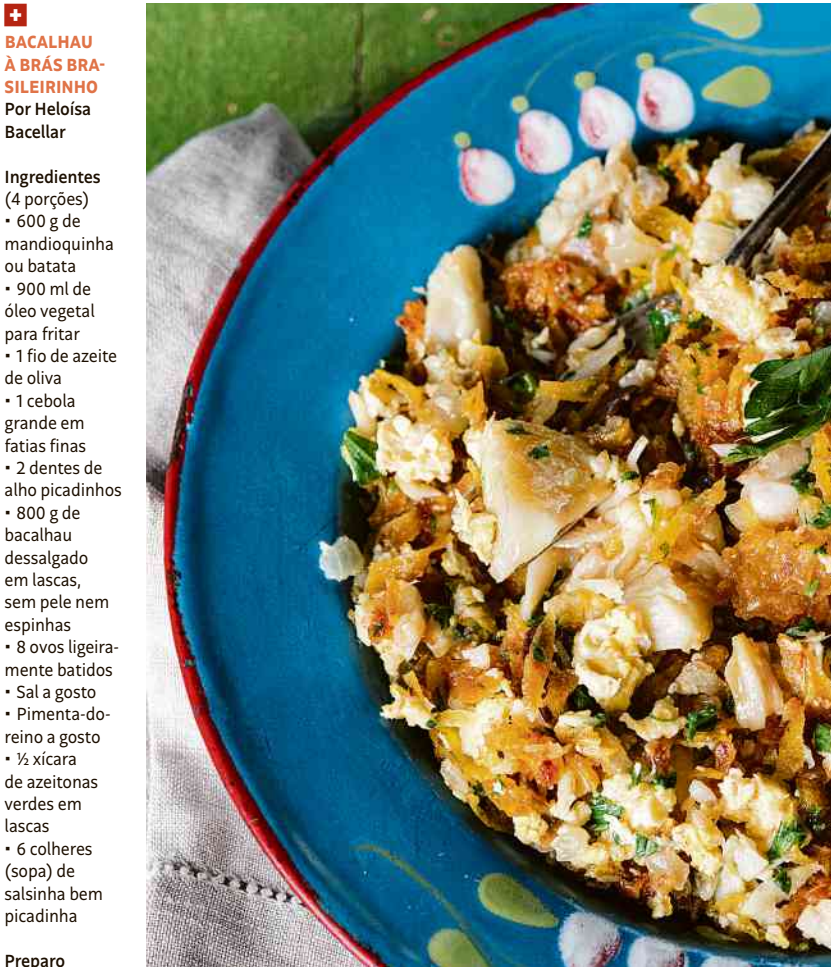 BACALHAU
À BRÁS BRA-
SILEIRINHO
Por Heloísa
Bacellar
Ingredientes
(4 porções)
• 600 g de
mandioquinha
ou batata
• 900 ml de
óleo vegetal
para fritar
• 1 fio de azeite
de oliva
• 1 cebola
grande em
fatias finas
• 2 dentes de
alho picadinhos
• 800 g de
bacalhau
dessalgado
em lascas,
sem pele nem
espinhas
• 8 ovos ligeira-
mente batidos
• Sal a gosto
• Pimenta-do-
reino a gosto
• ½ xícara
de azeitonas
verdes em
lascas
• 6 colheres
(sopa) de
salsinha bem
picadinha
Preparo